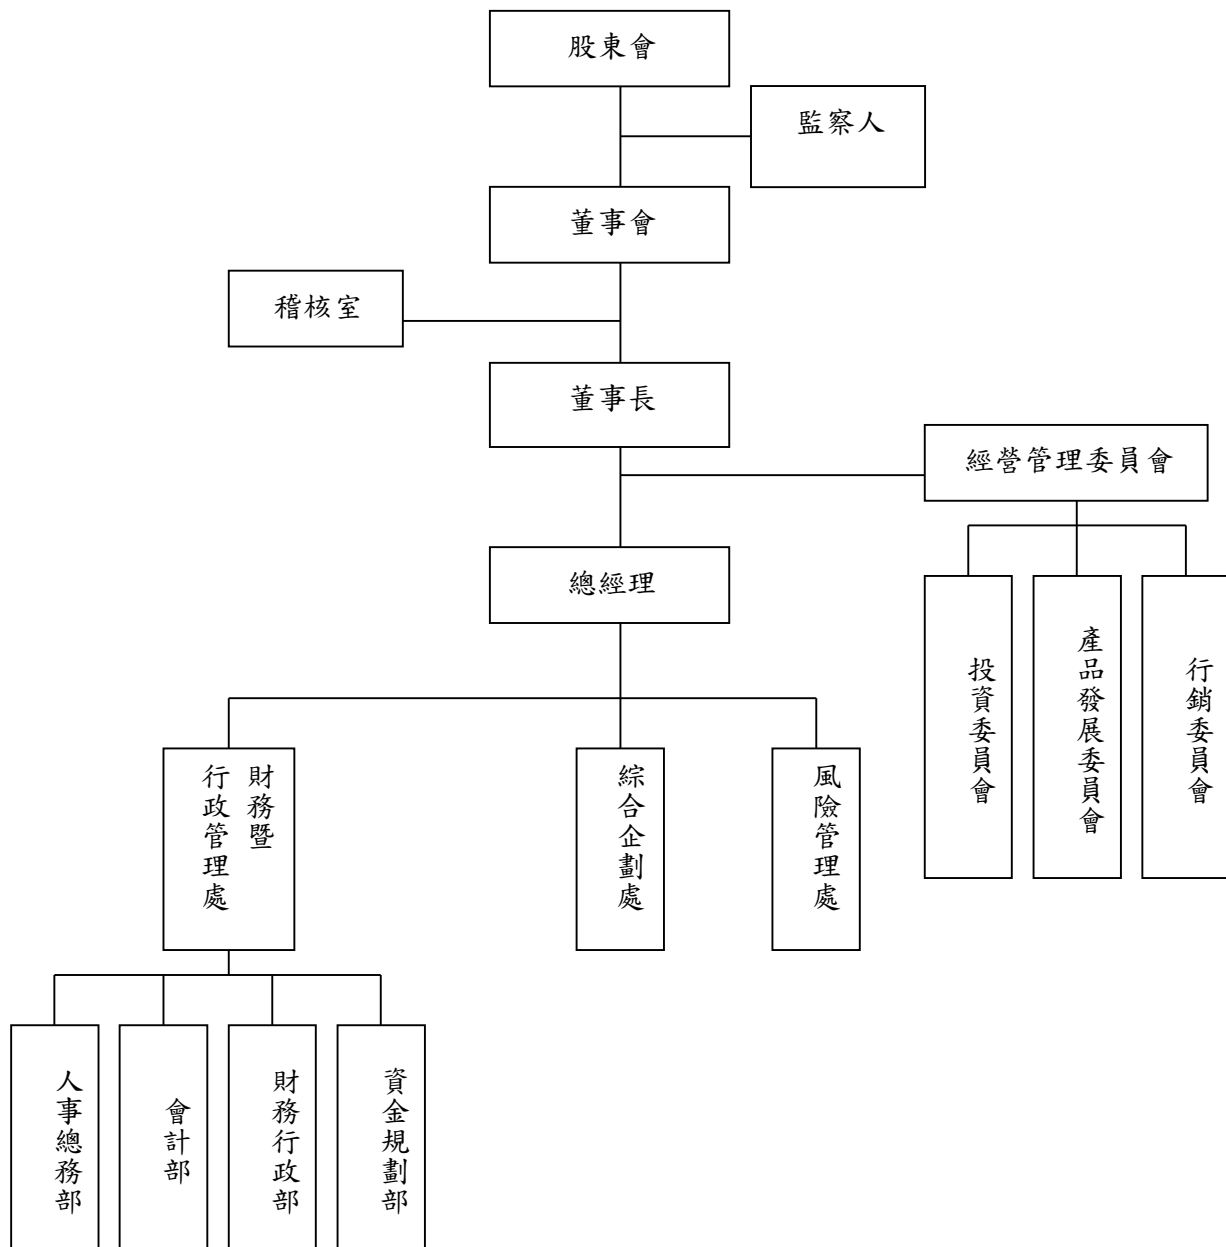 股東會
監察人
董事會
稽核室
董事長
經營管理委員會
總經理
投資委員會
產品發展委員會
行銷委員會
財務暨
行政管理處
綜合企劃處
風險管理處
人事總務部
會計部
財務行政部
資金規劃部